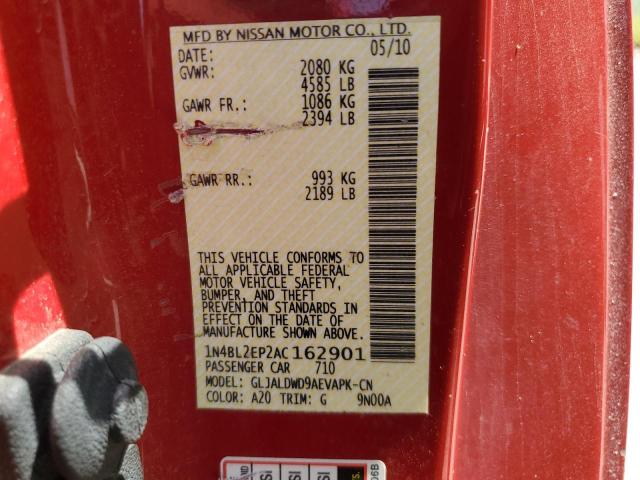 MFD BY NISSAN MOTOR CO., LTD.
DATE: 05/10
GVWR: 2080 KG
4585 LB
GAWR FR.: 1086 KG
2394 LB
GAWR RR.: 993 KG
2189 LB
THIS VEHICLE CONFORMS TO
ALL APPLICABLE FEDERAL
MOTOR VEHICLE SAFETY,
BUMPER, AND THEFT
PREVENTION STANDARDS IN
EFFECT ON THE DATE OF
MANUFACTURE SHOWN ABOVE.
1N4BL2EP2AC162901
PASSENGER CAR 710
MODEL: GLJALDWD9AEVAPK-CN
COLOR: A20 TRIM: G 9N00A